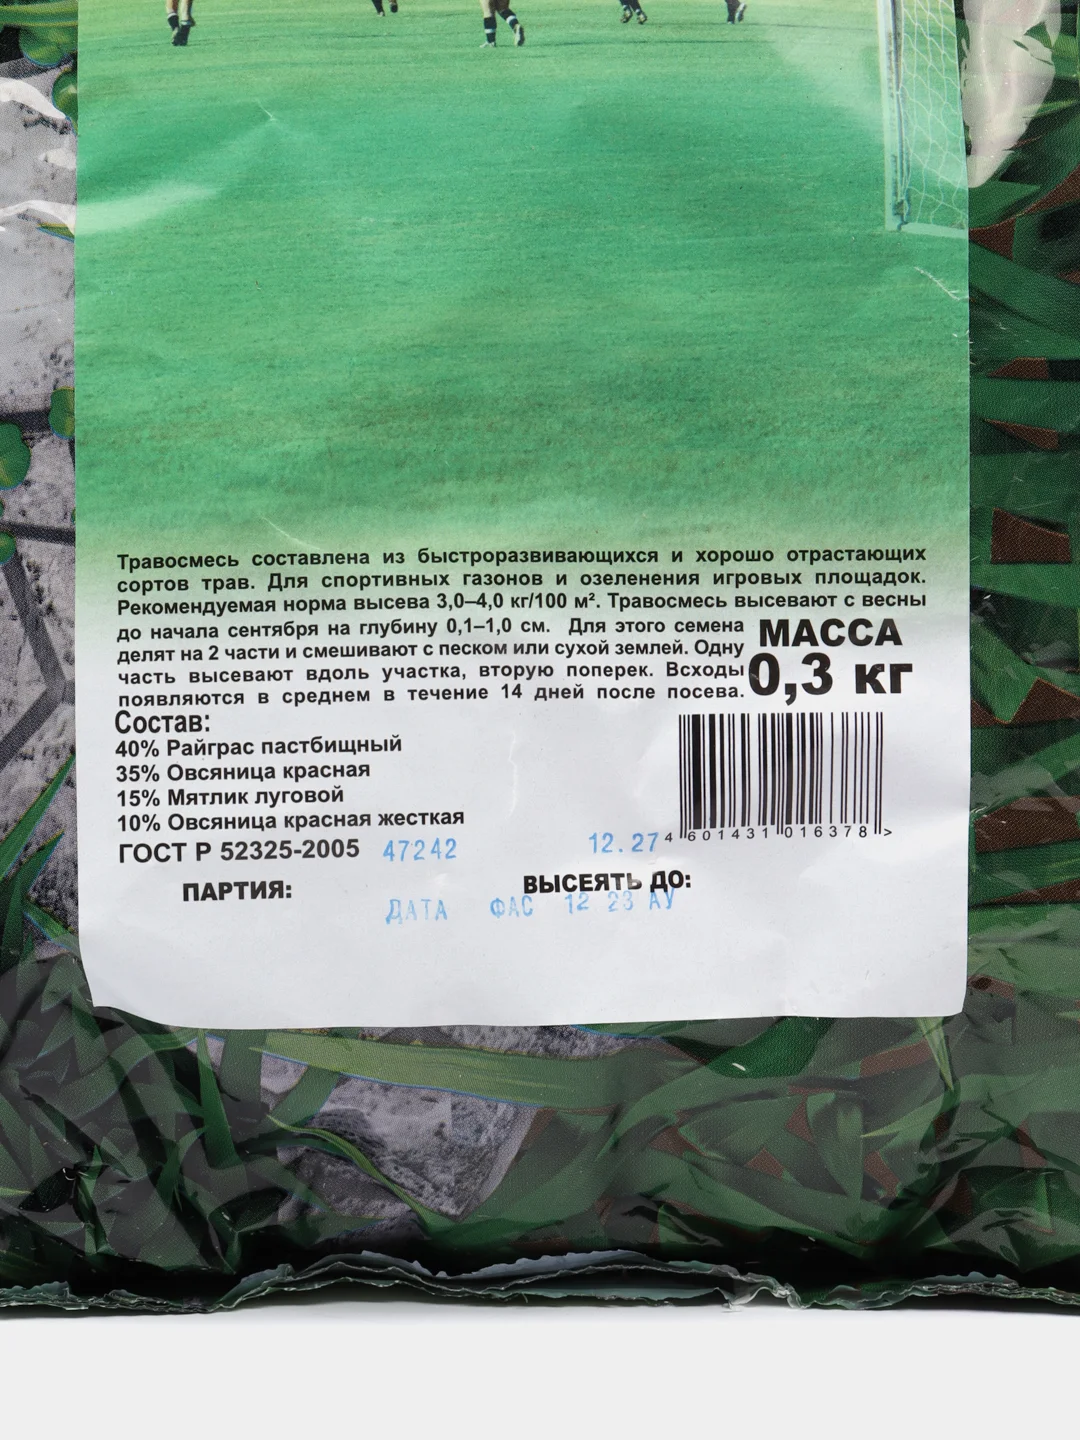 Травосмесь составлена из быстроразвивающихся и хорошо отрастающих
сортов трав. Для спортивных газонов и озеленения игровых площадок.
Рекомендуемая норма высева 3,0–4,0 кг/100 м². Травосмесь высевают с весны
до начала сентября на глубину 0,1–1,0 см. Для этого семена
делят на 2 части и смешивают с песком или сухой землей. Одну
часть высевают вдоль участка, вторую поперек. Всходы
появляются в среднем в течение 14 дней после посева.
МАССА
0,3 кг
Состав:
40% Райграс пастбищный
35% Овсяница красная
15% Мятлик луговой
10% Овсяница красная жесткая
4 601431 016378 >
ГОСТ Р 52325-2005 47242 12.27
ПАРТИЯ: ВЫСЕЯТЬ ДО:
ДАТА ФАС 12 23 АУ